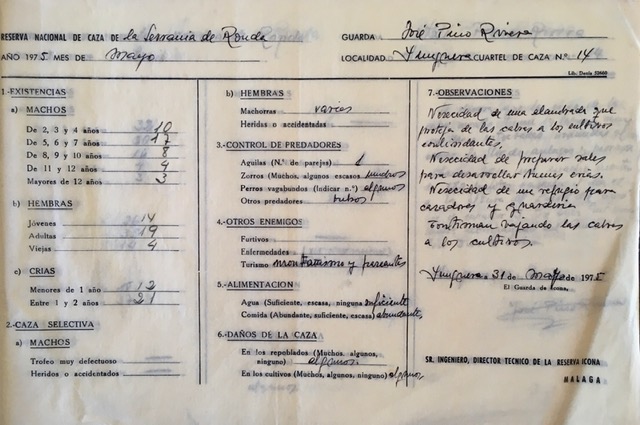 RESERVA NACIONAL DE CAZA DE la Serrania de Ronda
GUARDA José Pino Rivera
AÑO 1975 MES DE Mayo
LOCALIDAD Yunquera CUARTEL DE CAZA N.º 14
Lib. Denis 52660
1.-EXISTENCIAS
a) MACHOS
De 2, 3 y 4 años 10
De 5, 6 y 7 años 17
De 8, 9 y 10 años 8
De 11 y 12 años 4
Mayores de 12 años 3
b) HEMBRAS
Jóvenes 14
Adultas 19
Viejas 4
c) CRIAS
Menores de 1 año 12
Entre 1 y 2 años 21
2.-CAZA SELECTIVA
a) MACHOS
Trofeo muy defectuoso
Heridos o accidentados
b) HEMBRAS
Machorras varias
Heridas o accidentadas
3.-CONTROL DE PREDADORES
Aguilas (N.º de parejas) 1
Zorros (Muchos, algunos escasos) muchos
Perros vagabundos (Indicar n.º) algunos
Otros predadores buhos
4.-OTROS ENEMIGOS
Furtivos
Enfermedades
Turismo montañismo y
5.-ALIMENTACION
Agua (Suficiente, escasa, ninguna)
Comida (Abundante, suficiente, escasa) abundante
6.-DAÑOS DE LA CAZA
En los repoblados (Muchos, algunos,
ninguno) algunos
En los cultivos (Muchos, algunos, ninguno) algunos
7.-OBSERVACIONES
Necesidad de una alambrada que
proteja de las cabras a los cultivos
colindantes.
Necesidad de preparar sales
para desarrollar buenas crias.
Necesidad de un refugio para
cazadores y guarderia
Continuan bajando las cabras
a los cultivos.
Yunquera 31 de Mayo de 1975
El Guarda de Icona,
SR. INGENIERO, DIRECTOR TECNICO DE LA RESERVA ICONA
MALAGA